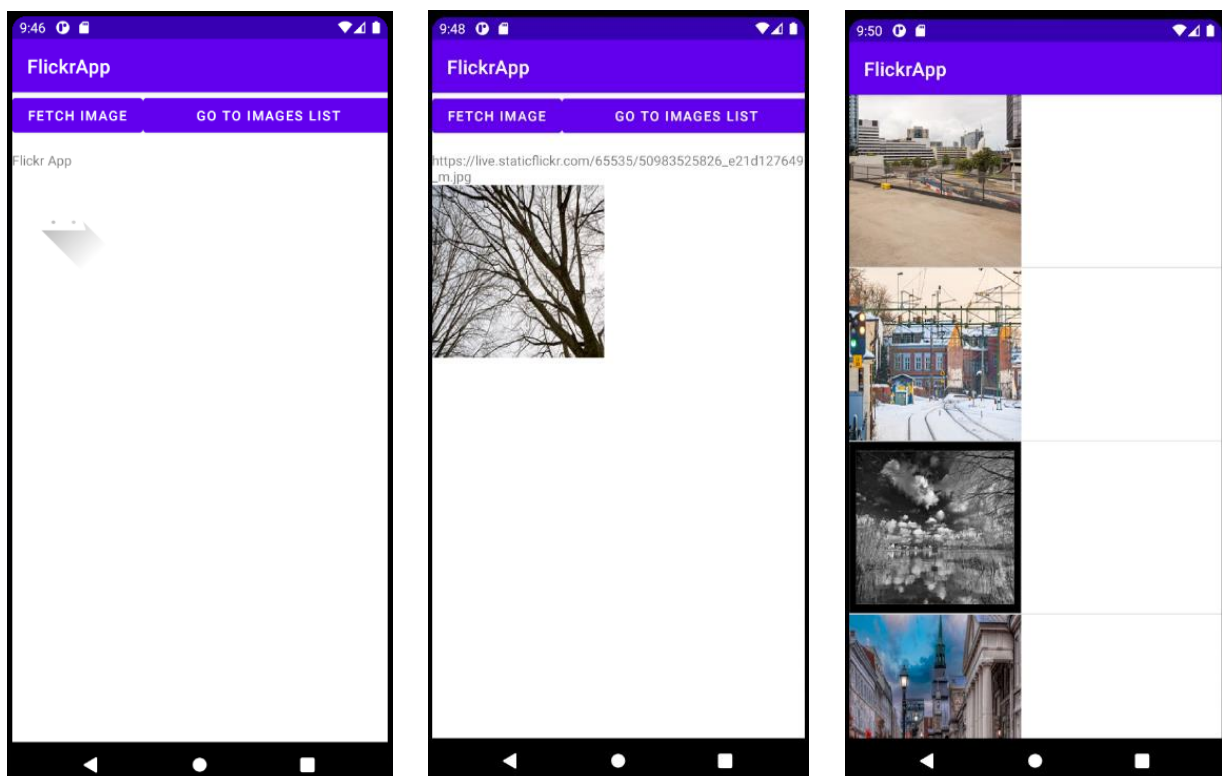 9:46
FlickrApp
FETCH IMAGE
GO TO IMAGES LIST
Flickr App
9:48
FlickrApp
FETCH IMAGE
GO TO IMAGES LIST
https://live.staticflickr.com/65535/50983525826_e21d127649
_m.jpg
9:50
FlickrApp